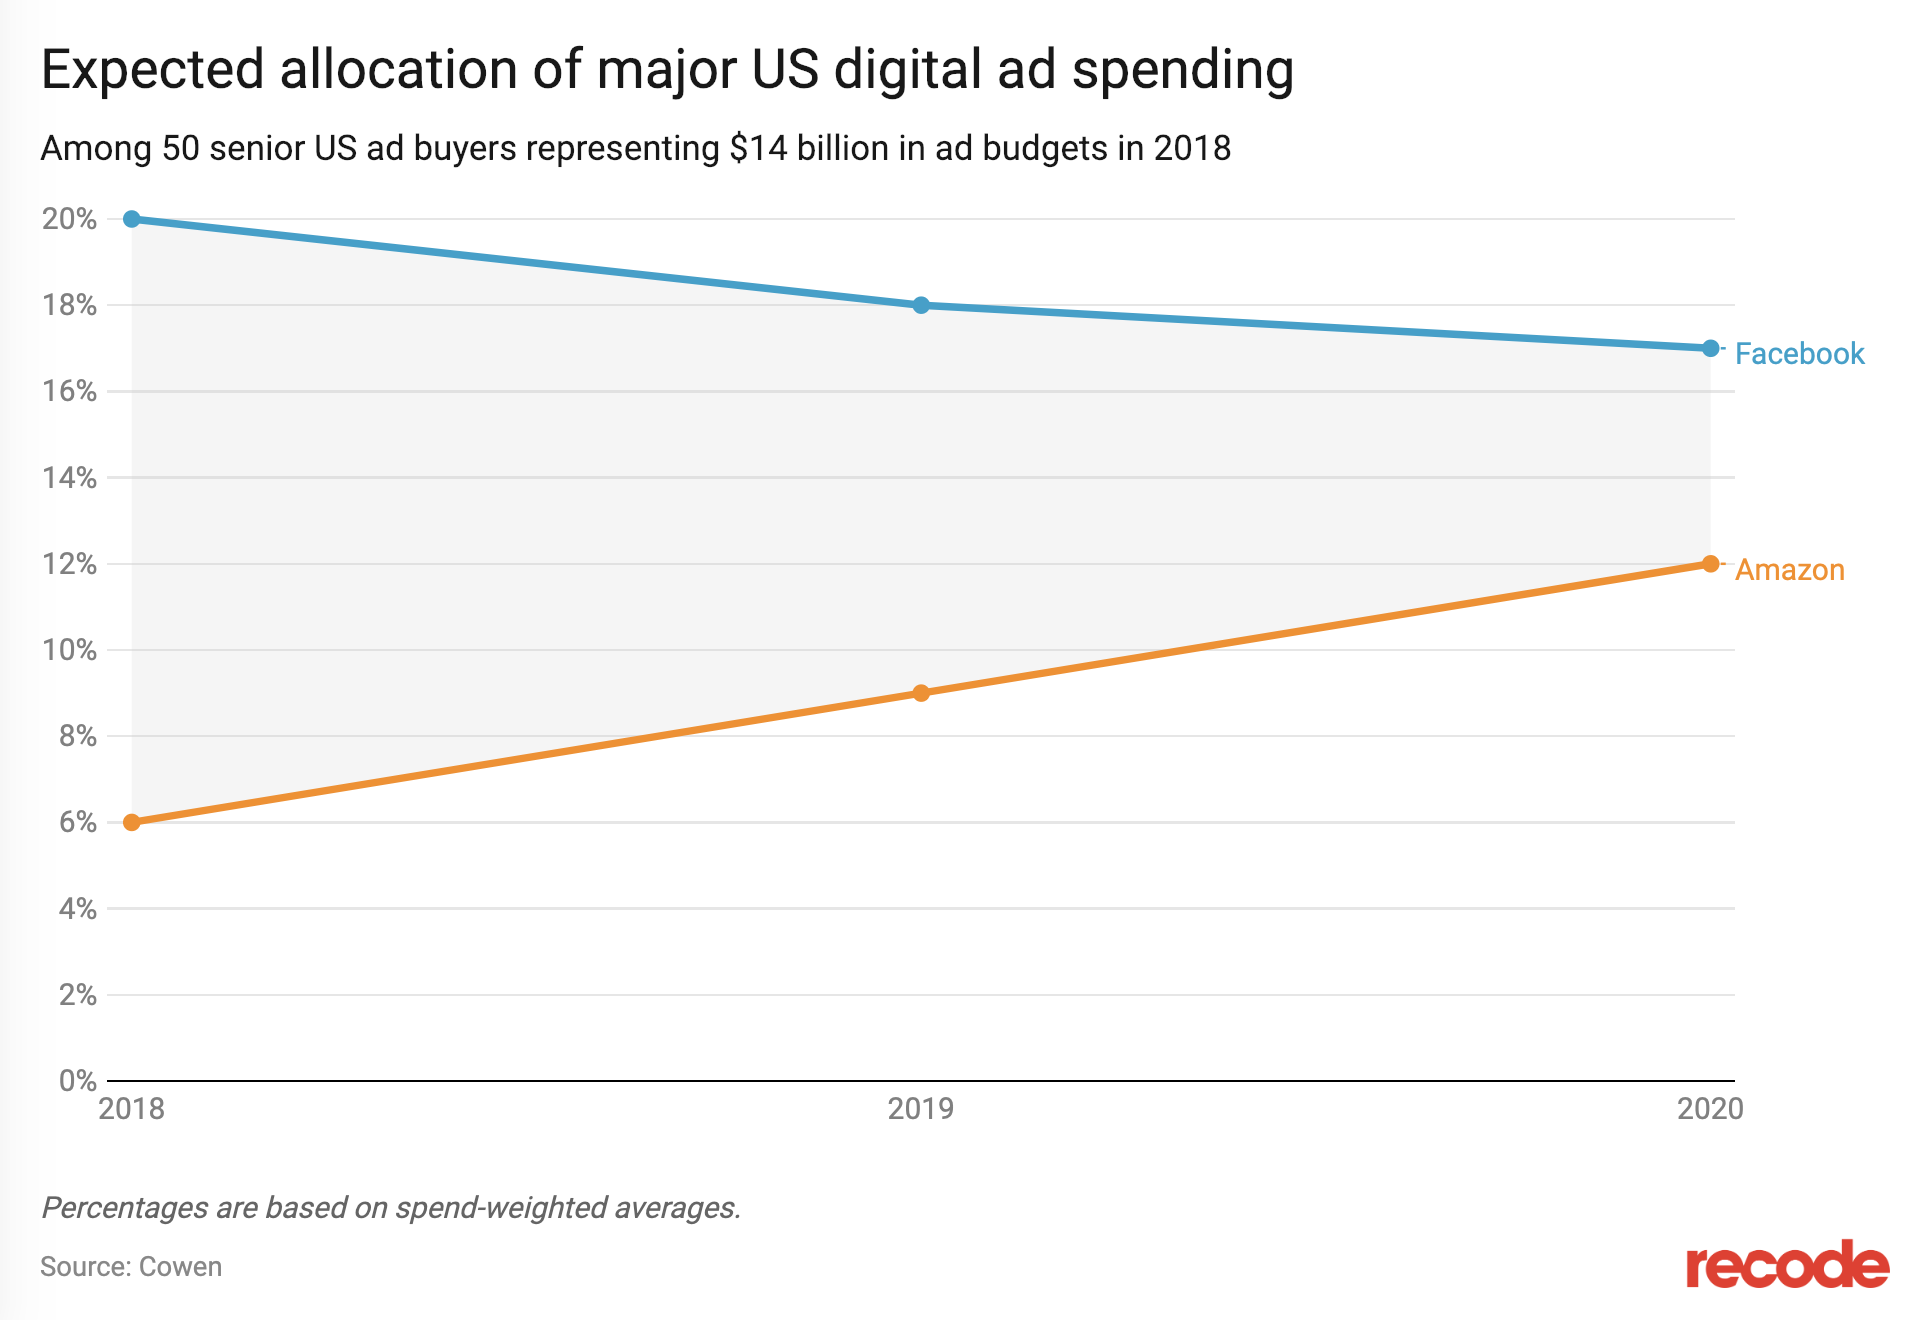 Expected allocation of major US digital ad spending
Among 50 senior US ad buyers representing $14 billion in ad budgets in 2018
20%
18%
Facebook
16%
14%
12%
Amazon
10%
8%
6%
4%
2%
0%
2018 2019 2020
Percentages are based on spend-weighted averages.
Source: Cowen
recode